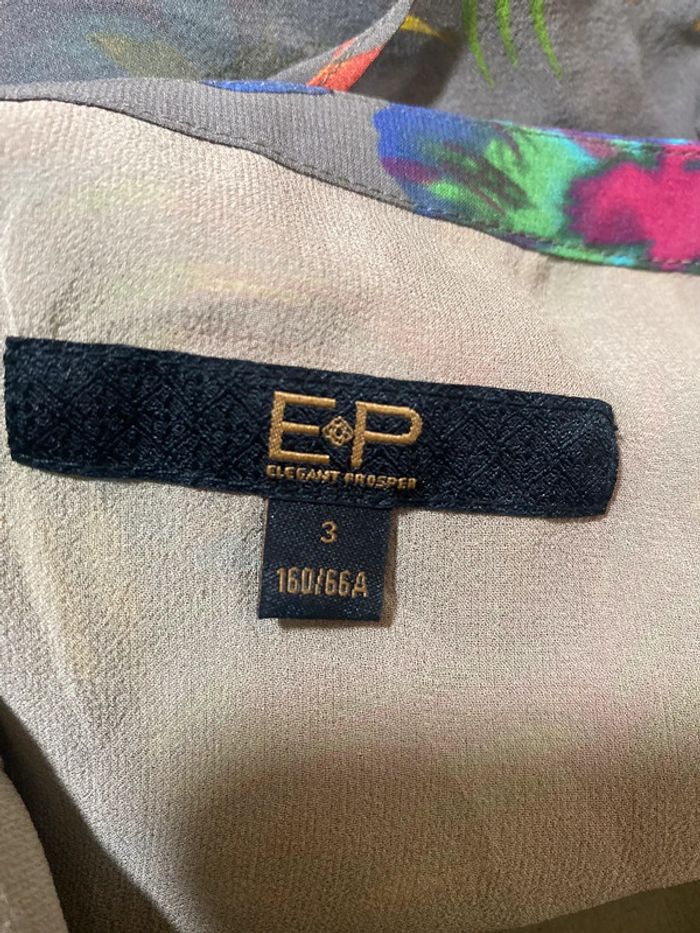 E P
ELEGANT PROSPER
3
160/66A